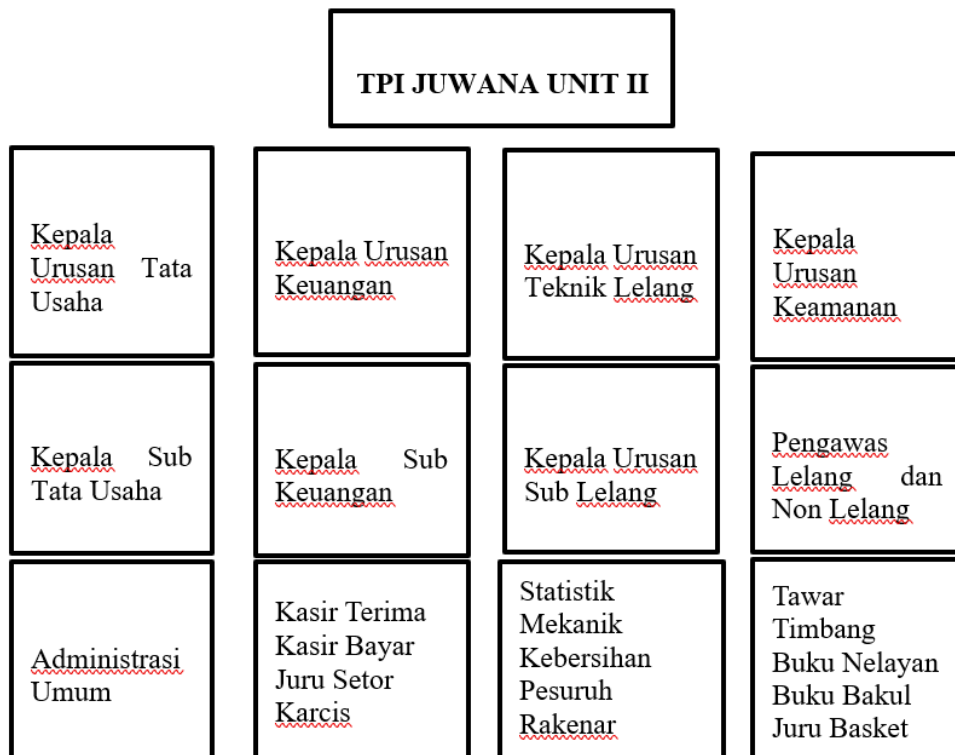 TPI JUWANA UNIT II
Kepala
Urusan Tata
Usaha
Kepala Urusan
Keuangan
Kepala Urusan
Teknik Lelang
Kepala
Urusan
Keamanan
Kepala Sub
Tata Usaha
Kepala Sub
Keuangan
Kepala Urusan
Sub Lelang
Pengawas
Lelang dan
Non Lelang
Administrasi
Umum
Kasir Terima
Kasir Bayar
Juru Setor
Karcis
Statistik
Mekanik
Kebersihan
Pesuruh
Rakenar
Tawar
Timbang
Buku Nelayan
Buku Bakul
Juru Basket